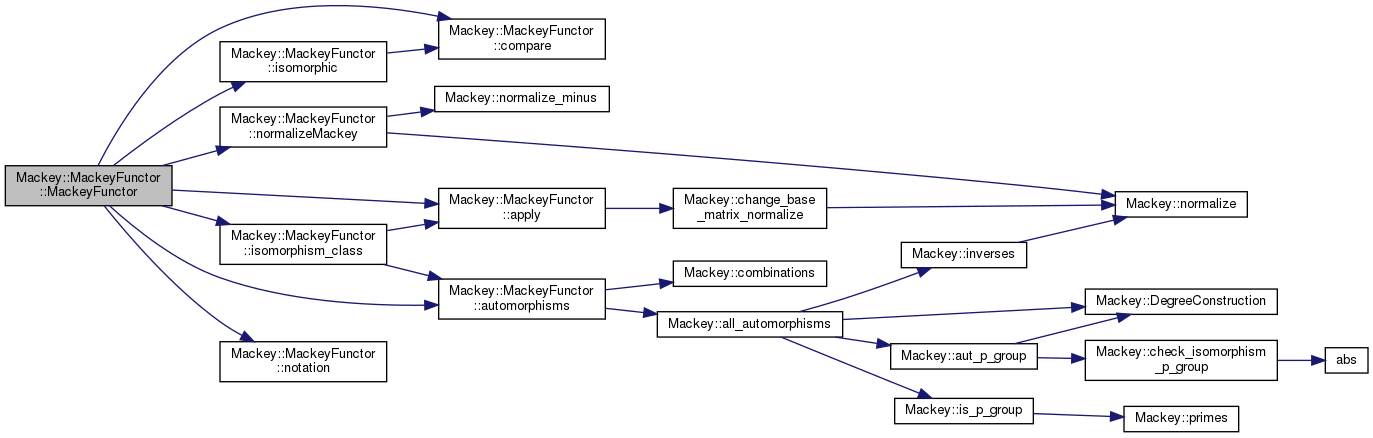 Mackey::MackeyFunctor
::MackeyFunctor
Mackey::MackeyFunctor
::isomorphic
Mackey::MackeyFunctor
::normalizeMackey
Mackey::MackeyFunctor
::isomorphism_class
Mackey::MackeyFunctor
::notation
Mackey::MackeyFunctor
::compare
Mackey::normalize_minus
Mackey::MackeyFunctor
::apply
Mackey::MackeyFunctor
::automorphisms
Mackey::change_base
_matrix_normalize
Mackey::combinations
Mackey::all_automorphisms
Mackey::inverses
Mackey::aut_p_group
Mackey::is_p_group
Mackey::normalize
Mackey::DegreeConstruction
Mackey::check_isomorphism
_p_group
Mackey::primes
abs